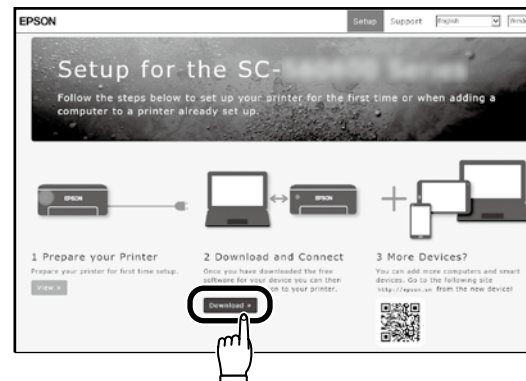 EPSON
Setup Support English Windo
Setup for the SC-
Follow the steps below to set up your printer for the first time or when adding a
computer to a printer already set up.
EPSON
EPSON
1 Prepare your Printer
Prepare your printer for first time setup.
View »
2 Download and Connect
Once you have downloaded the free
software for your device you can then
on to your printer.
Download »
3 More Devices?
You can add more computers and smart
devices. Go to the following site
http://epson.sn from the new device!